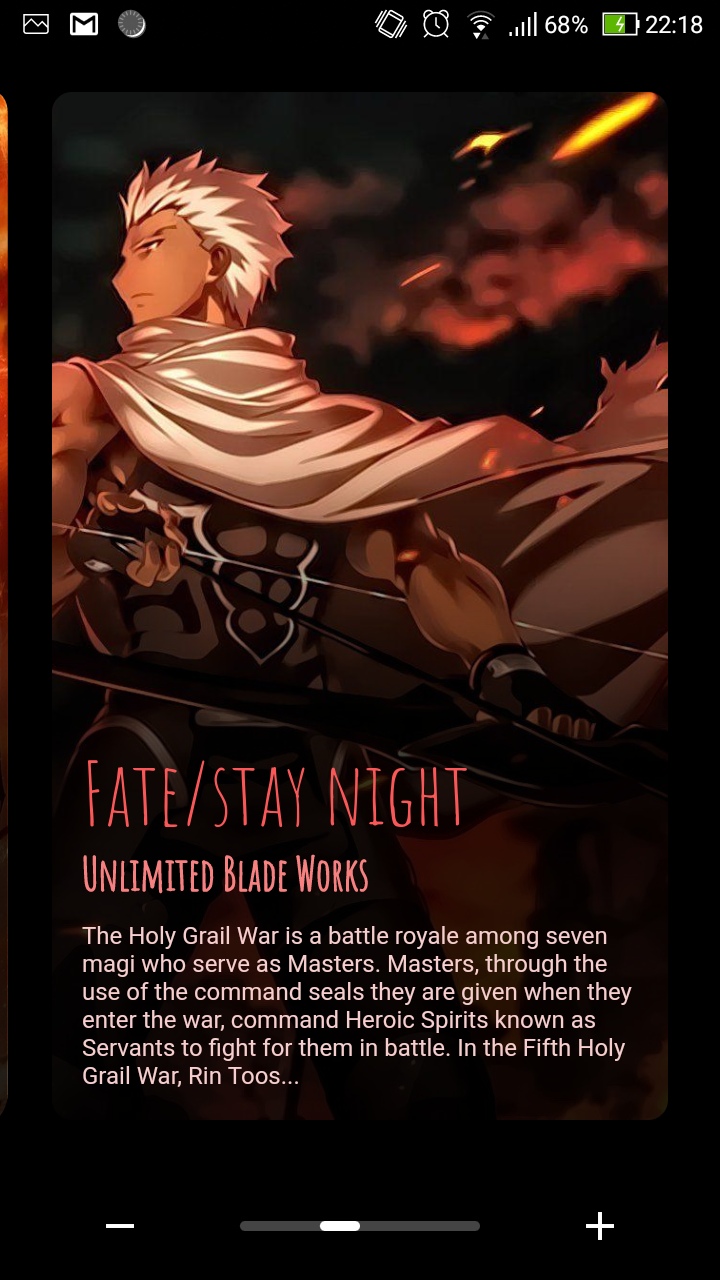 68% 22:18
Fate/stay night
Unlimited Blade Works
The Holy Grail War is a battle royale among seven
magi who serve as Masters. Masters, through the
use of the command seals they are given when they
enter the war, command Heroic Spirits known as
Servants to fight for them in battle. In the Fifth Holy
Grail War, Rin Toos...